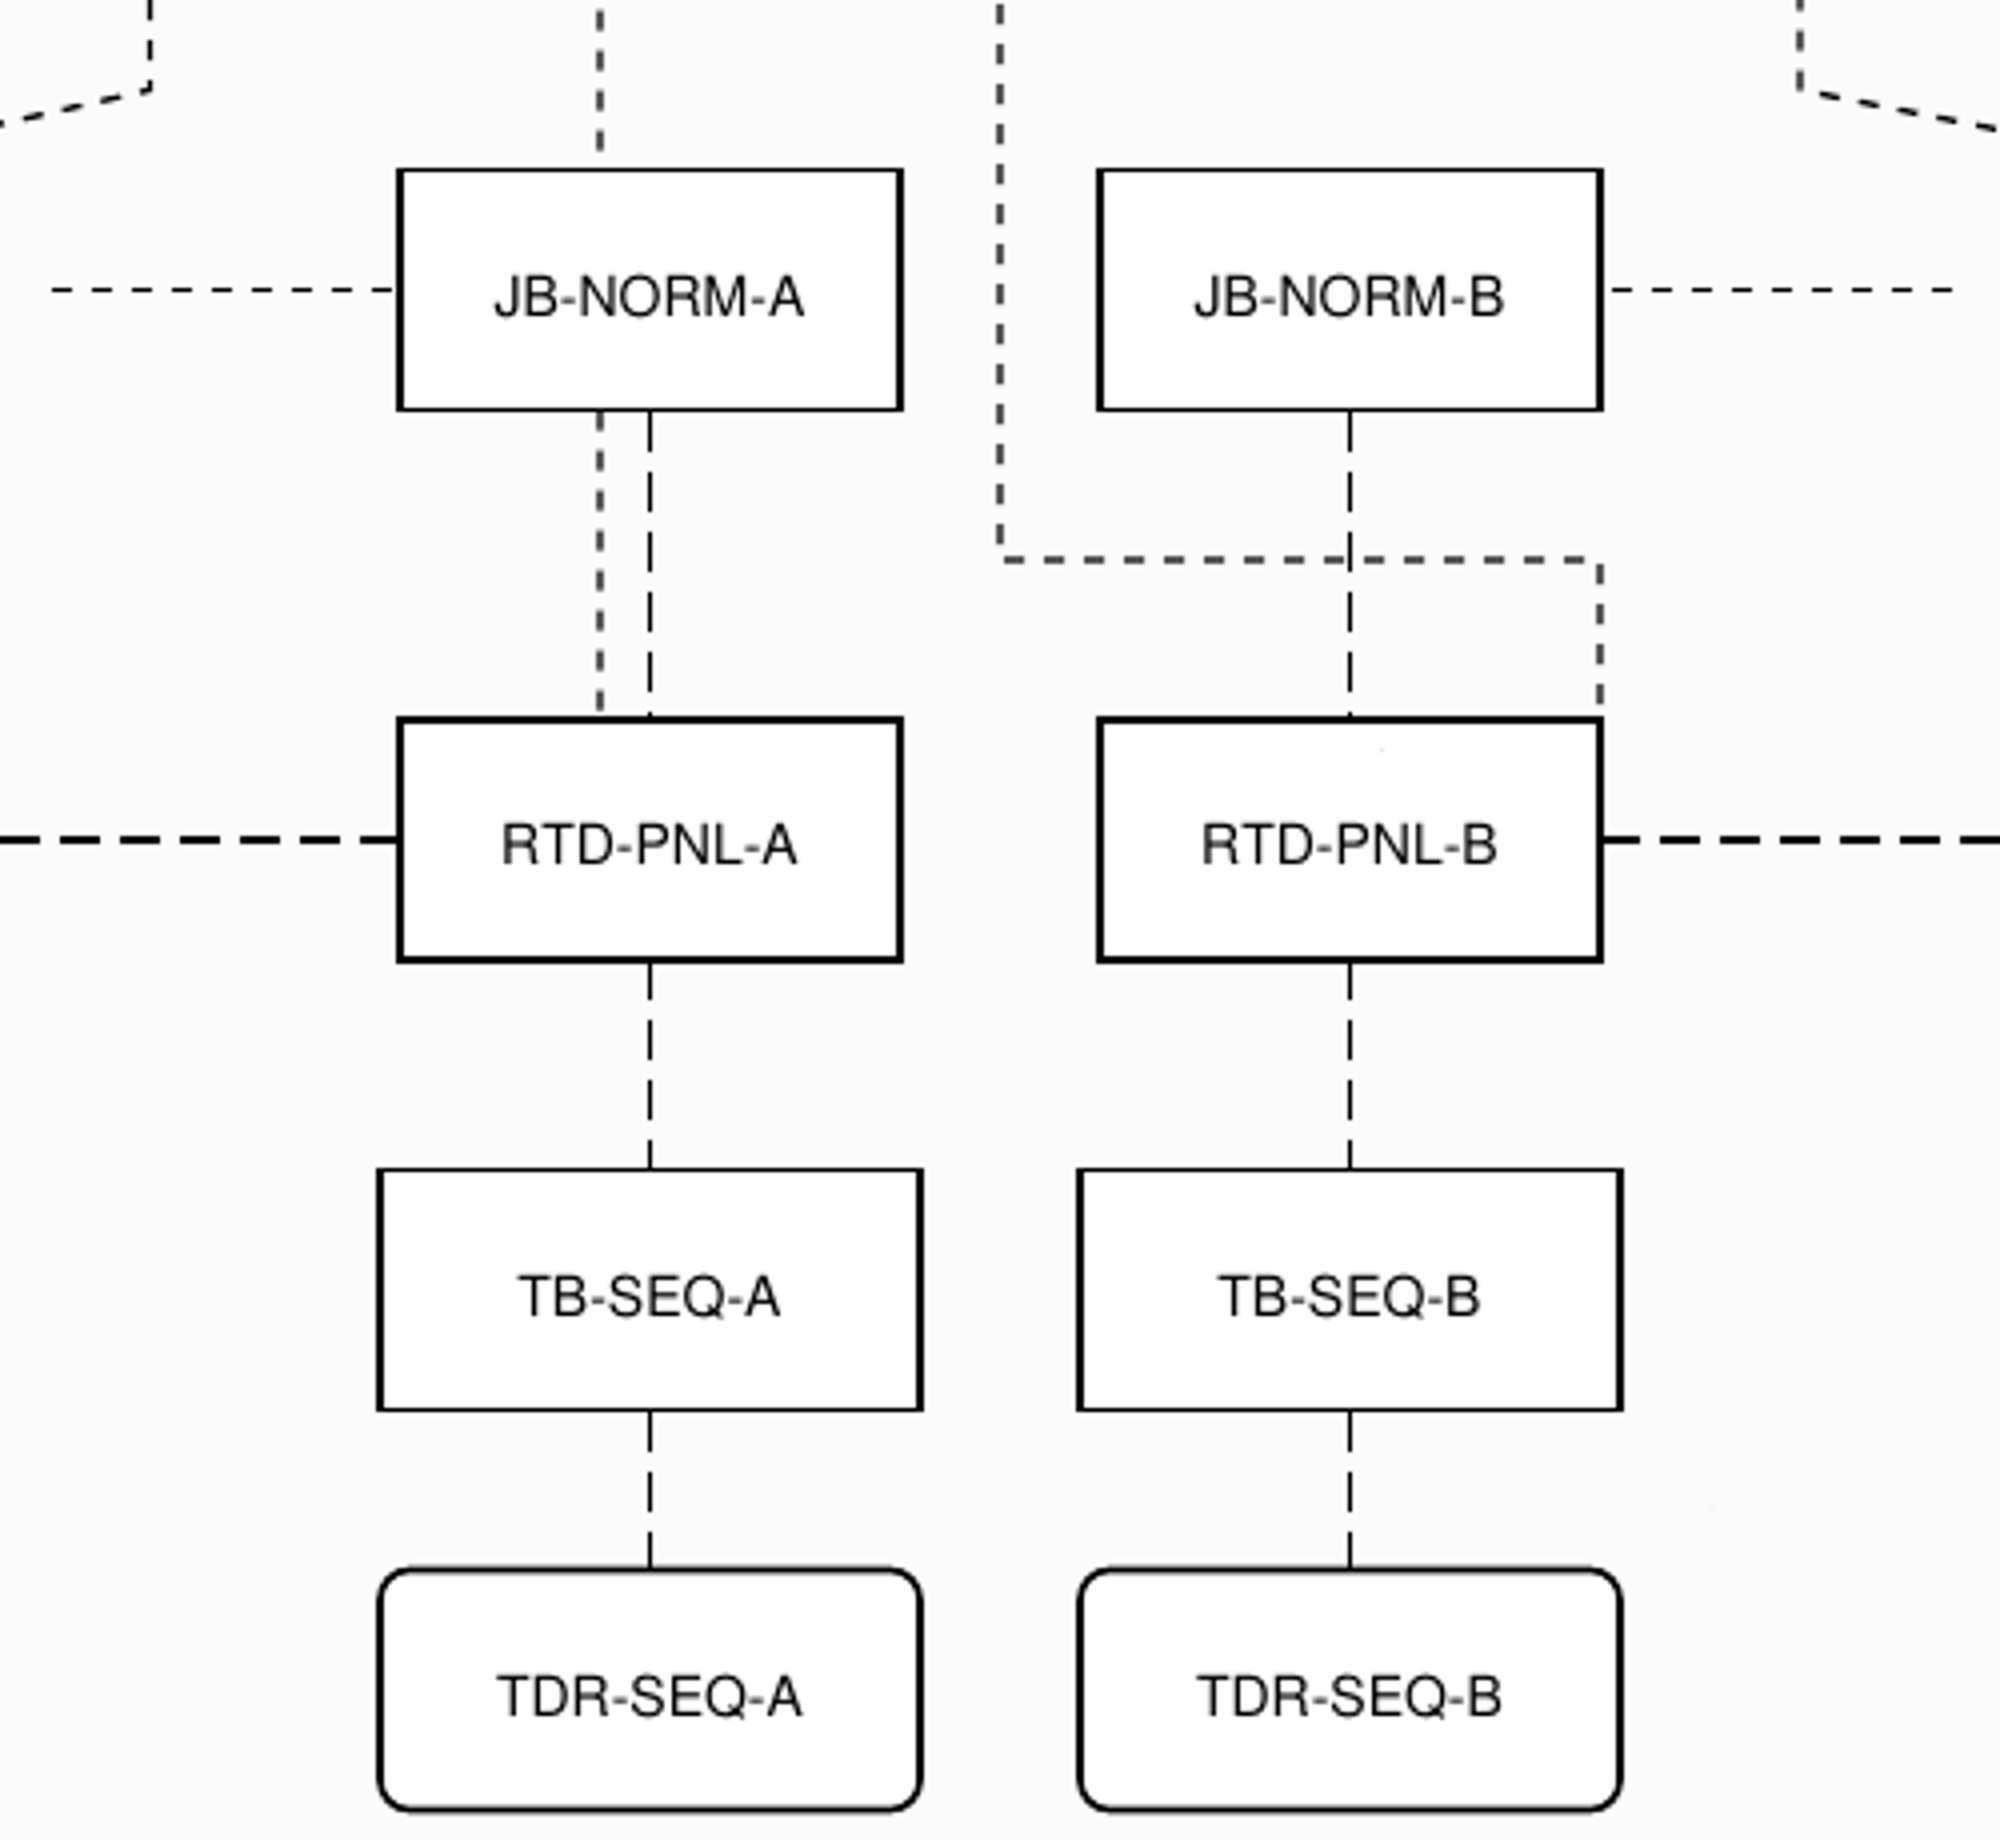 JB-NORM-A
JB-NORM-B
RTD-PNL-A
RTD-PNL-B
TB-SEQ-A
TB-SEQ-B
TDR-SEQ-A
TDR-SEQ-B